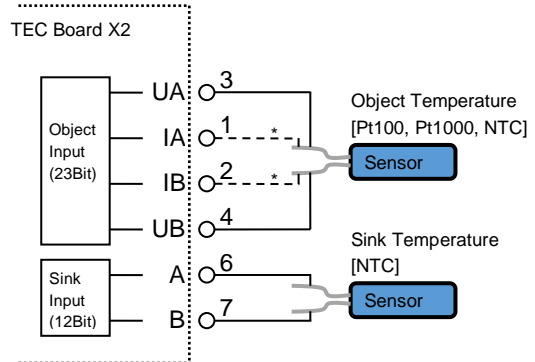 TEC Board X2
UA 3
IA 1 *
IB 2 *
UB 4
Object
Input
(23Bit)
Object Temperature
[Pt100, Pt1000, NTC]
Sensor
A 6
B 7
Sink
Input
(12Bit)
Sink Temperature
[NTC]
Sensor